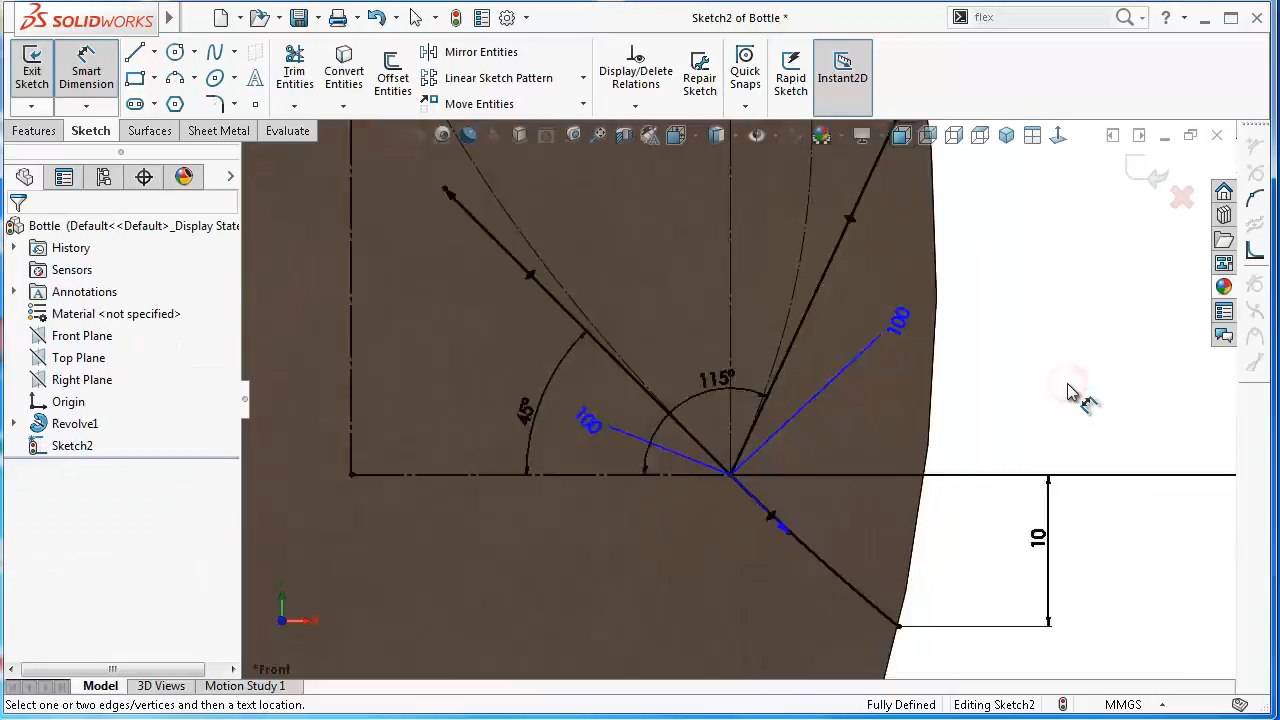 SOLIDWORKS
Sketch2 of Bottle *
flex
?
Exit Sketch
Smart Dimension
Trim Entities
Convert Entities
Offset Entities
Mirror Entities
Linear Sketch Pattern
Move Entities
Display/Delete Relations
Repair Sketch
Quick Snaps
Rapid Sketch
Instant2D
Features
Sketch
Surfaces
Sheet Metal
Evaluate
Bottle (Default<<Default>_Display State
History
Sensors
Annotations
Material <not specified>
Front Plane
Top Plane
Right Plane
Origin
Revolve1
Sketch2
100
115°
45°
100
10
X
*Front
Model
3D Views
Motion Study 1
Select one or two edges/vertices and then a text location.
Fully Defined
Editing Sketch2
MMGS